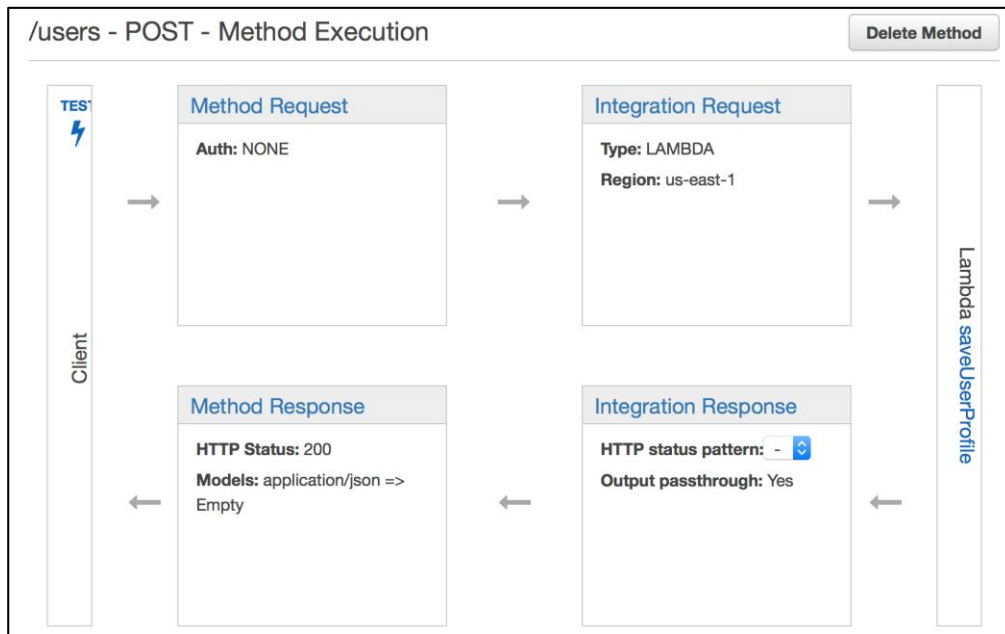 /users - POST - Method Execution
Delete Method
TEST
Client
Method Request
Auth: NONE
Integration Request
Type: LAMBDA
Region: us-east-1
Lambda saveUserProfile
Method Response
HTTP Status: 200
Models: application/json =>
Empty
Integration Response
HTTP status pattern: -
Output passthrough: Yes